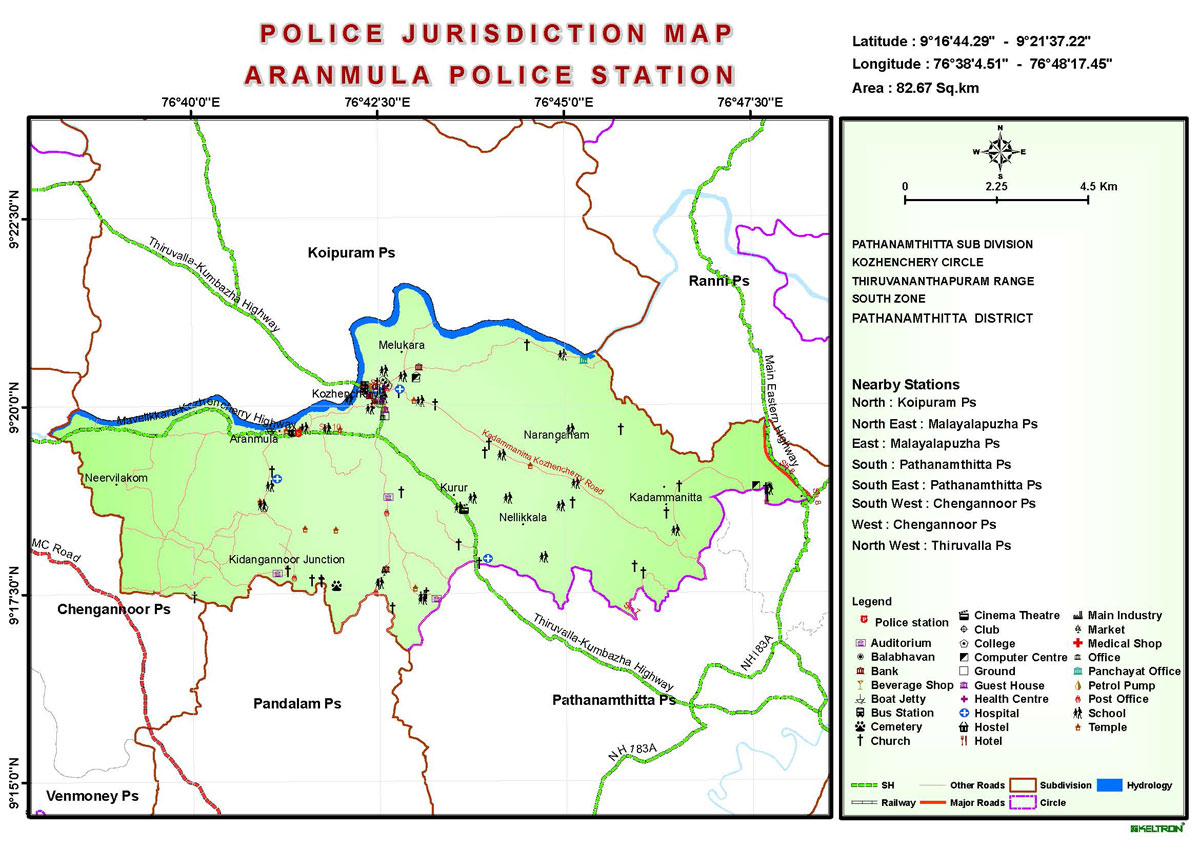 POLICE JURISDICTION MAP
ARANMULA POLICE STATION
Latitude : 9°16'44.29" - 9°21'37.22"
Longitude : 76°38'4.51" - 76°48'17.45"
Area : 82.67 Sq.km
76°40'0"E
76°42'30"E
76°45'0"E
76°47'30"E
9°22'30"N
9°20'0"N
9°17'30"N
9°15'0"N
Koipuram Ps
Ranni Ps
Thiruvalla-Kumbazha Highway
Melukara
Kozhenchery
Mavelikkara-Kozhenchery Highway
Aranmula
Main Eastern Highway
Naranganam
Kadammanitta Kozhencherry Road
Neervilakom
Kurur
Kadammanitta
Nellikkala
MC Road
Kidangannoor Junction
Chengannoor Ps
Thiruvalla-Kumbazha Highway
NH183A
Pandalam Ps
Pathanamthitta Ps
NH 183A
Venmoney Ps
N
W
E
S
0
2.25
4.5 Km
PATHANAMTHITTA SUB DIVISION
KOZHENCHERY CIRCLE
THIRUVANANTHAPURAM RANGE
SOUTH ZONE
PATHANAMTHITTA DISTRICT
Nearby Stations
North : Koipuram Ps
North East : Malayalapuzha Ps
East : Malayalapuzha Ps
South : Pathanamthitta Ps
South East : Pathanamthitta Ps
South West : Chengannoor Ps
West : Chengannoor Ps
North West : Thiruvalla Ps
Legend
Police station
Auditorium
Balabhavan
Bank
Beverage Shop
Boat Jetty
Bus Station
Cemetery
Church
Cinema Theatre
Club
College
Computer Centre
Ground
Guest House
Health Centre
Hospital
Hostel
Hotel
Main Industry
Market
Medical Shop
Office
Panchayat Office
Petrol Pump
Post Office
School
Temple
SH
Other Roads
Subdivision
Hydrology
Railway
Major Roads
Circle
KELTRON